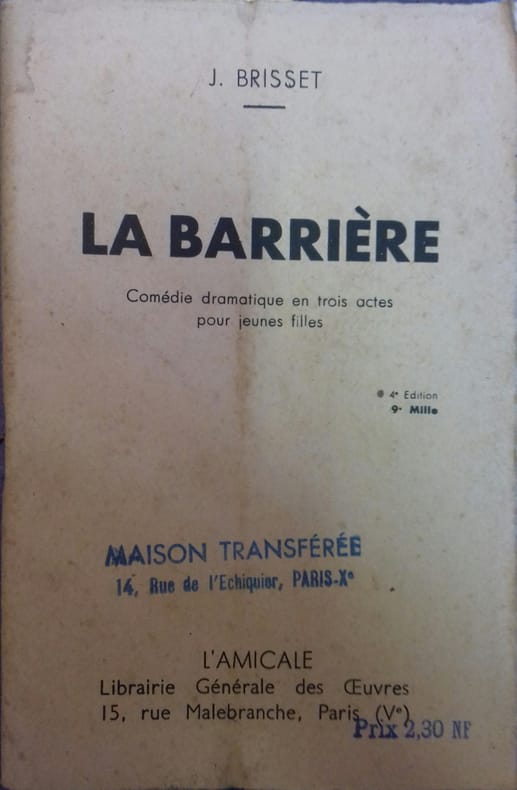 J. BRISSET
LA BARRIÈRE
Comédie dramatique en trois actes
pour jeunes filles
4e Edition
9e Mille
MAISON TRANSFÉRÉE
14, Rue de l'Echiquier, PARIS-Xe
L'AMICALE
Librairie Générale des Œuvres
15, rue Malebranche, Paris (Ve)
Prix 2,30 NF